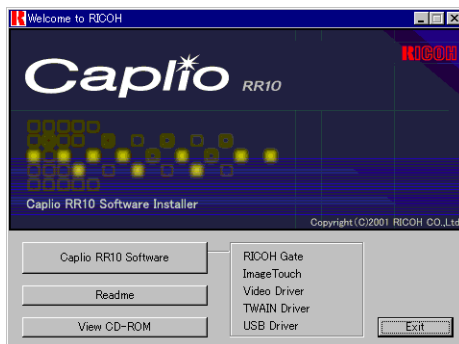 Welcome to RICOH
RICOH
Caplio RR10
Caplio RR10 Software Installer
Copyright (C)2001 RICOH CO.,Ltd
Caplio RR10 Software
Readme
View CD-ROM
RICOH Gate
ImageTouch
Video Driver
TWAIN Driver
USB Driver
Exit